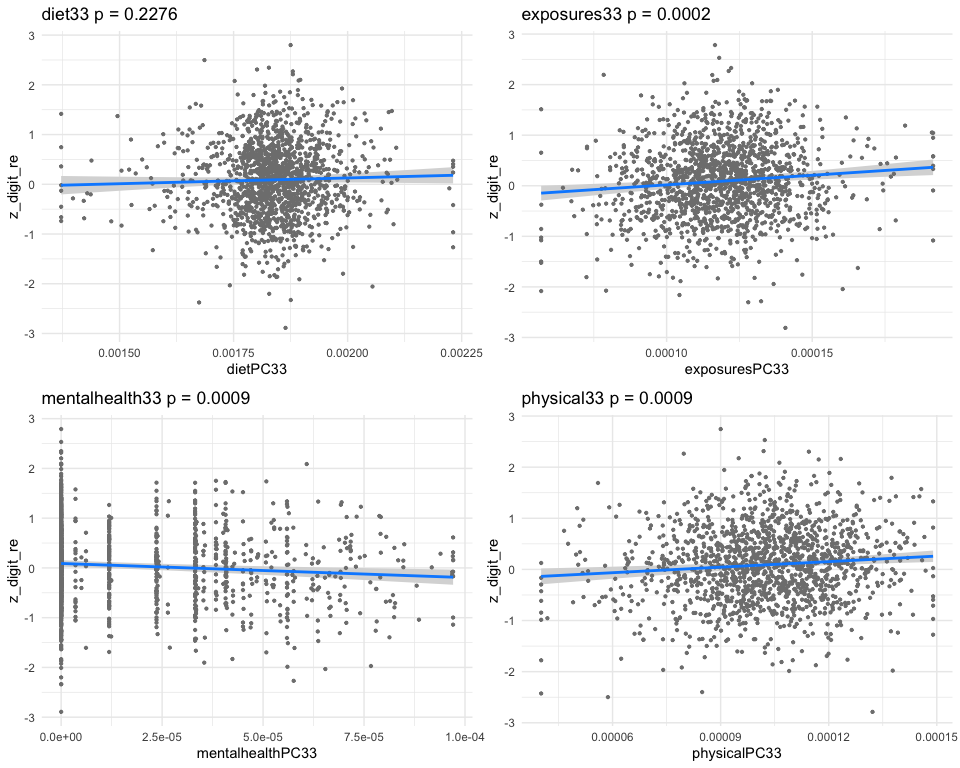 diet33 p = 0.2276
3
2
1
0
-1
-2
-3
z_digit_re
0.00150 0.00175 0.00200 0.00225
dietPC33
exposures33 p = 0.0002
3
2
1
0
-1
-2
-3
z_digit_re
0.00010 0.00015
exposuresPC33
mentalhealth33 p = 0.0009
3
2
1
0
-1
-2
-3
z_digit_re
0.0e+00 2.5e-05 5.0e-05 7.5e-05 1.0e-04
mentalhealthPC33
physical33 p = 0.0009
3
2
1
0
-1
-2
-3
z_digit_re
0.00006 0.00009 0.00012 0.00015
physicalPC33